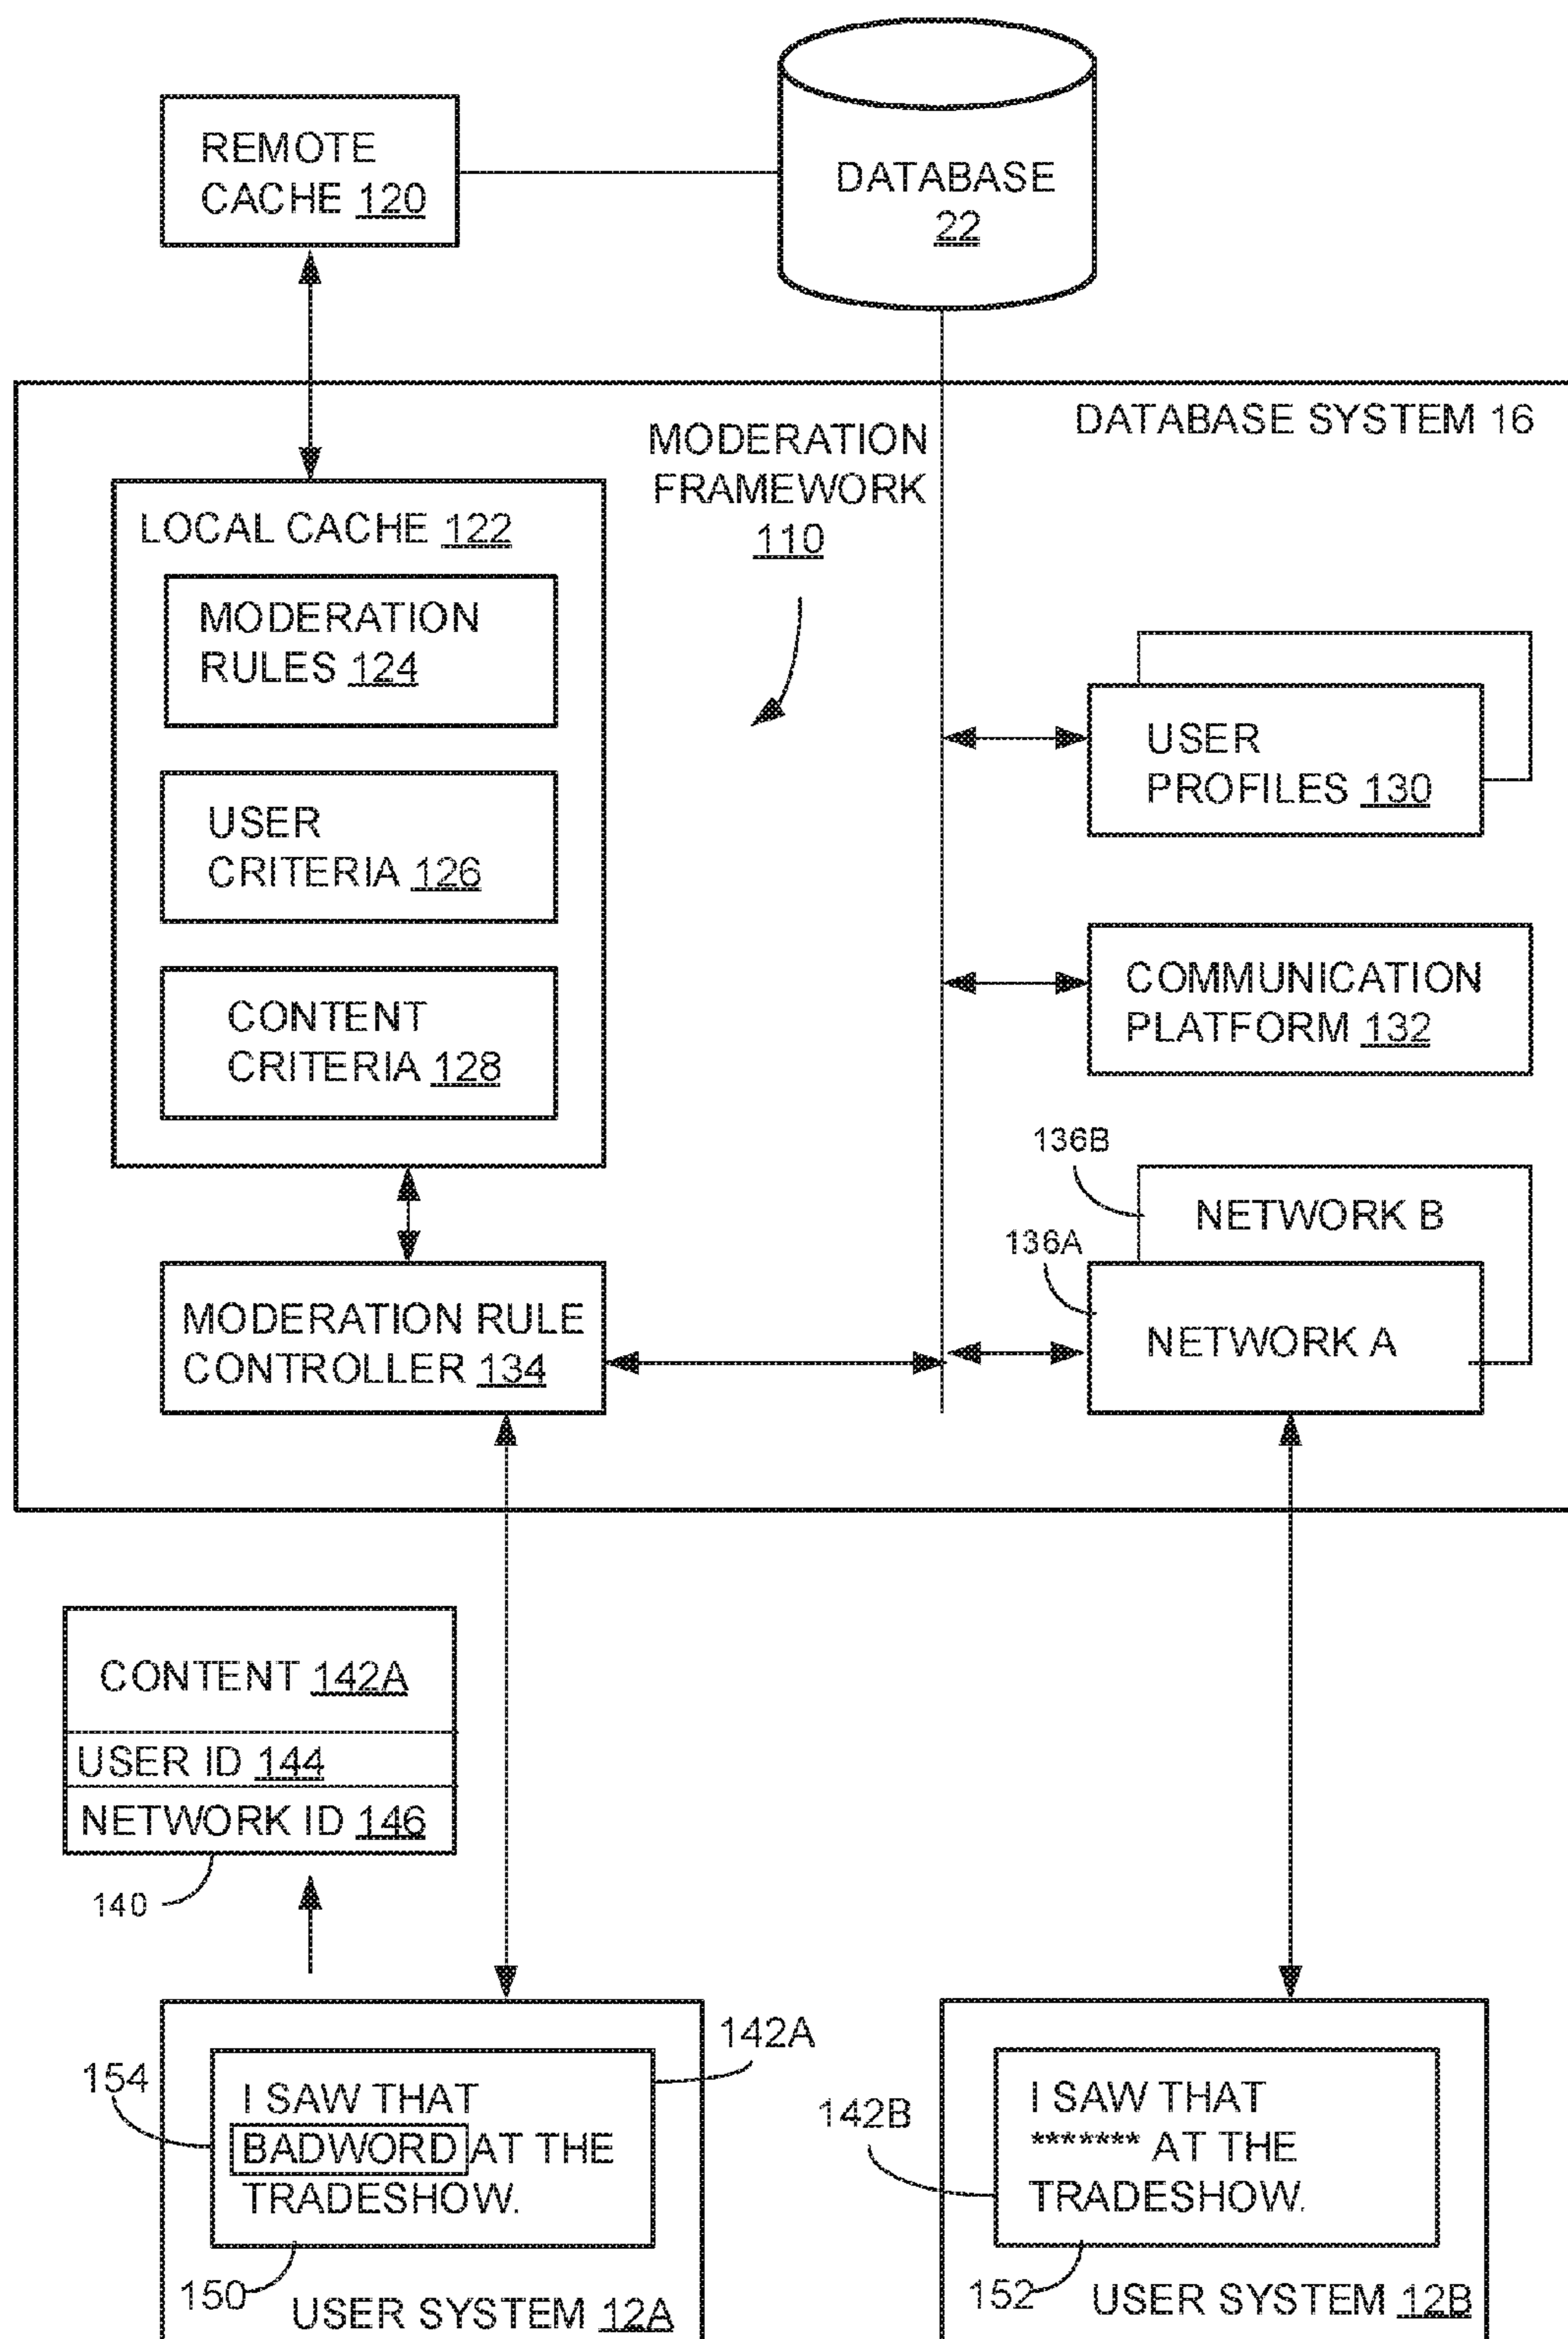 REMOTE
CACHE 120
DATABASE
22
DATABASE SYSTEM 16
MODERATION
FRAMEWORK
110
LOCAL CACHE 122
MODERATION
RULES 124
USER
CRITERIA 126
CONTENT
CRITERIA 128
USER
PROFILES 130
COMMUNICATION
PLATFORM 132
136B
NETWORK B
136A
NETWORK A
MODERATION RULE
CONTROLLER 134
CONTENT 142A
USER ID 144
NETWORK ID 146
140
142A
154
I SAW THAT
BADWORD AT THE
TRADESHOW.
150
USER SYSTEM 12A
142B
I SAW THAT
******* AT THE
TRADESHOW.
152
USER SYSTEM 12B